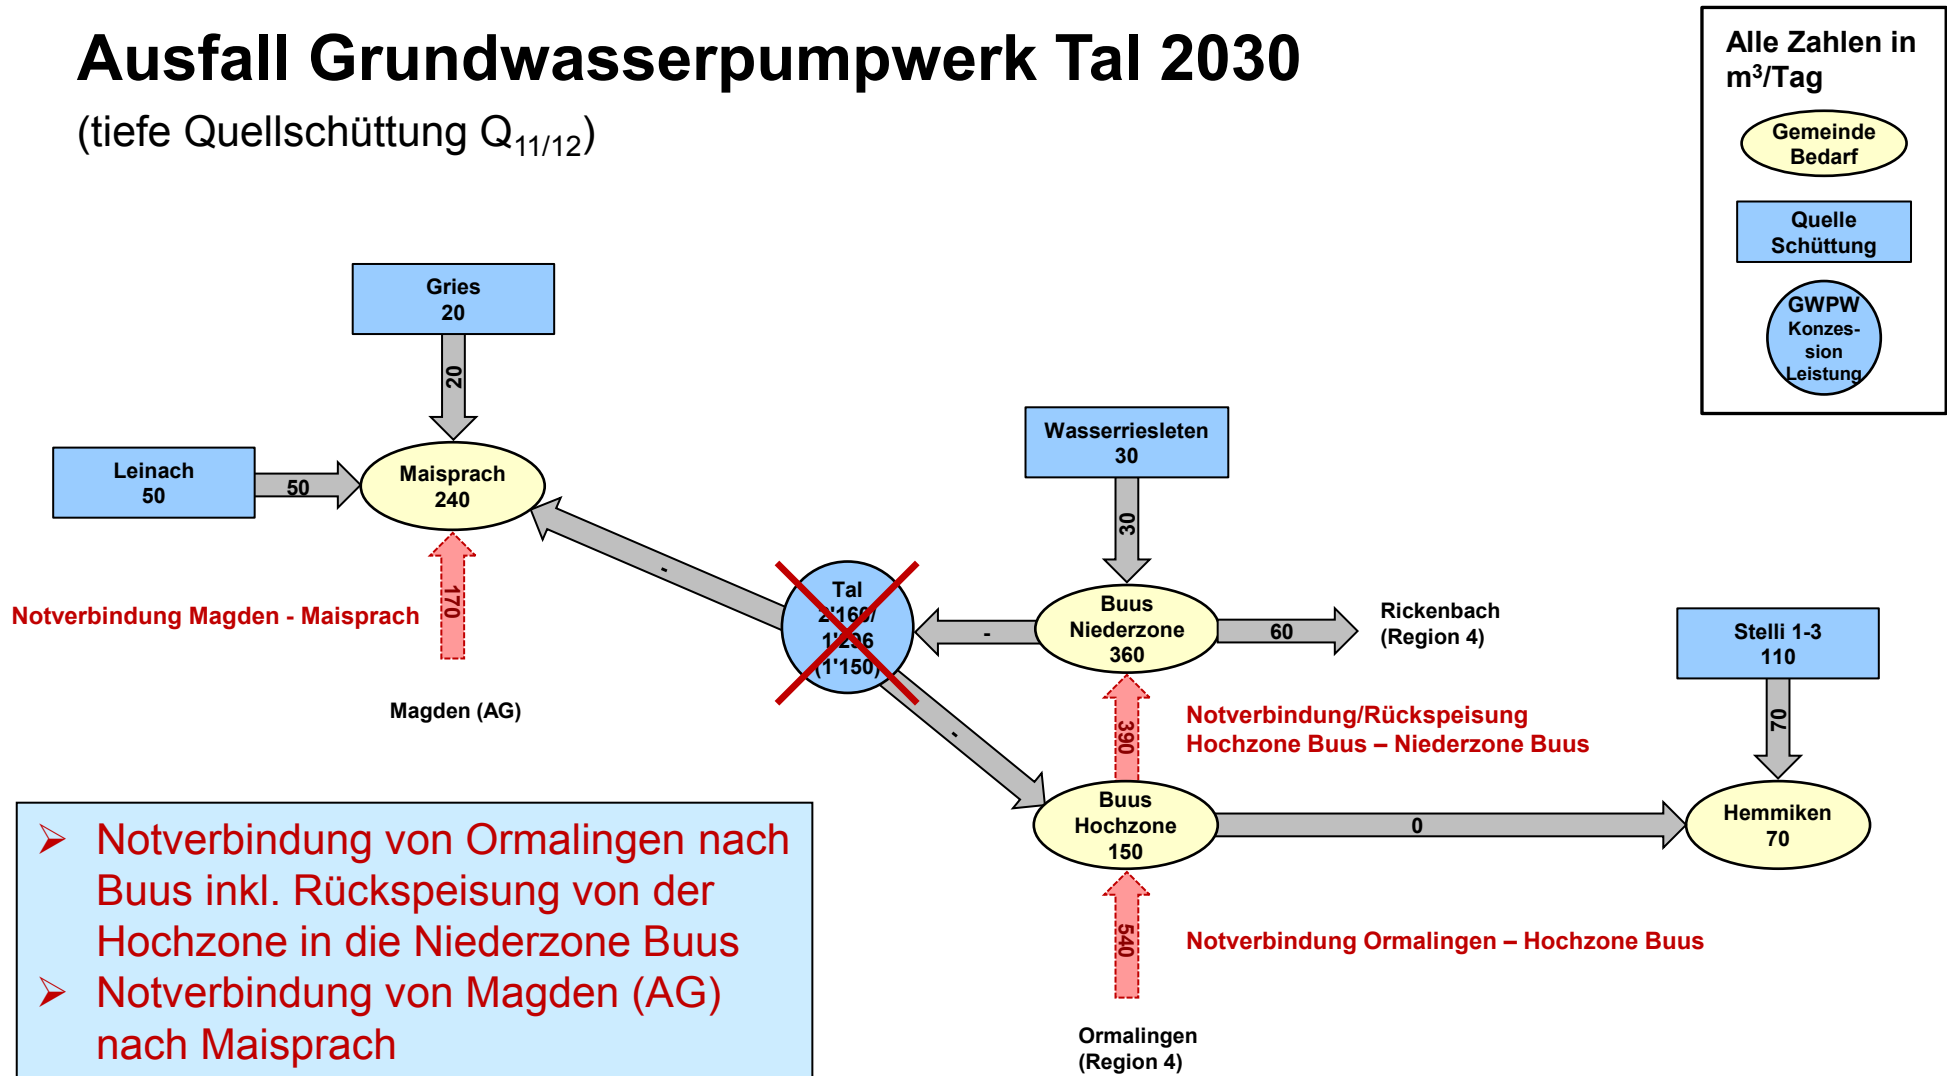 Ausfall Grundwasserpumpwerk Tal 2030
(tiefe Quellschüttung Q11/12)
Alle Zahlen in
m³/Tag
Gemeinde
Bedarf
Quelle
Schüttung
GWPW
Konzes-
sion
Leistung
Gries
20
20
Leinach
50
50
Maisprach
240
Wasserriesleten
30
30
-
170
Notverbindung Magden - Maisprach
Magden (AG)
Tal
2'160/
1'296
(1'150)
-
Buus
Niederzone
360
60
Rickenbach
(Region 4)
Stelli 1-3
110
70
-
390
Notverbindung/Rückspeisung
Hochzone Buus – Niederzone Buus
Buus
Hochzone
150
0
Hemmiken
70
540
Notverbindung Ormalingen – Hochzone Buus
Ormalingen
(Region 4)
➢ Notverbindung von Ormalingen nach
Buus inkl. Rückspeisung von der
Hochzone in die Niederzone Buus
➢ Notverbindung von Magden (AG)
nach Maisprach